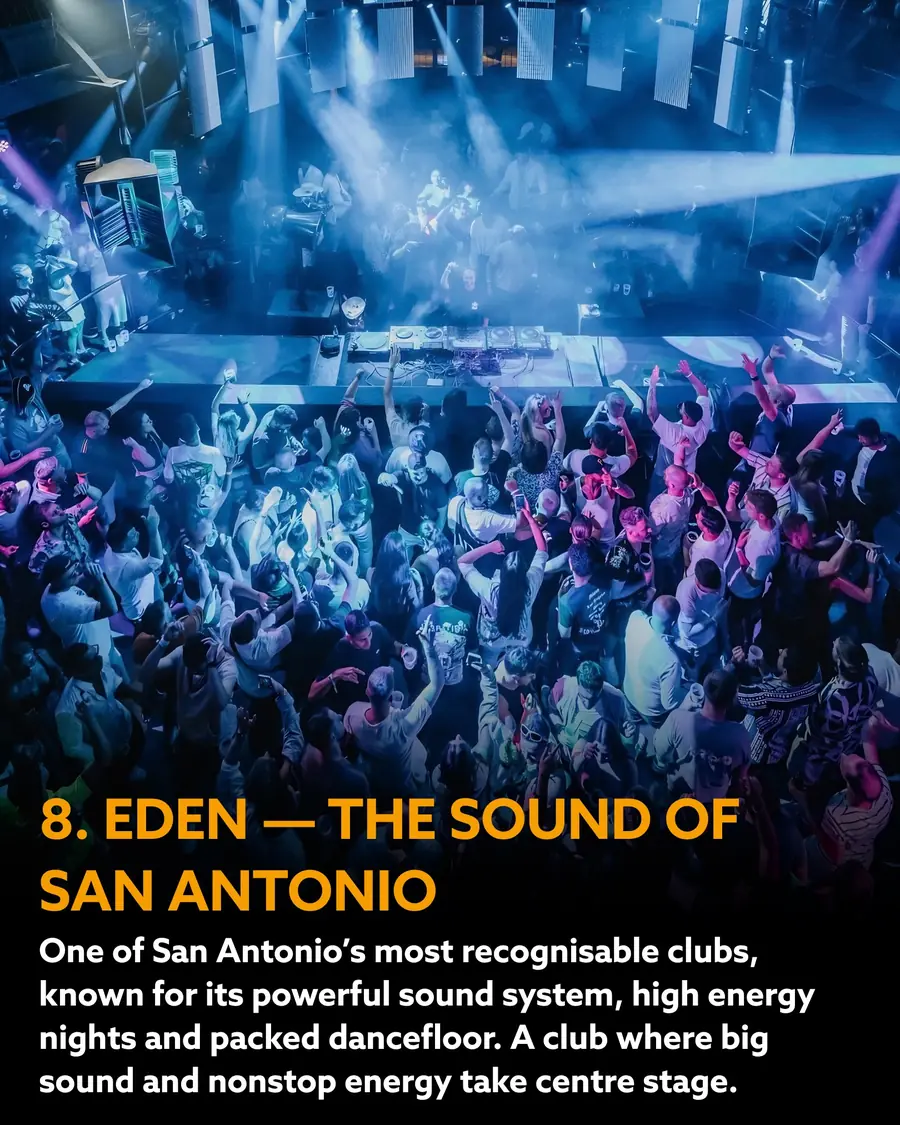 8. EDEN — THE SOUND OF
SAN ANTONIO
One of San Antonio’s most recognisable clubs,
known for its powerful sound system, high energy
nights and packed dancefloor. A club where big
sound and nonstop energy take centre stage.